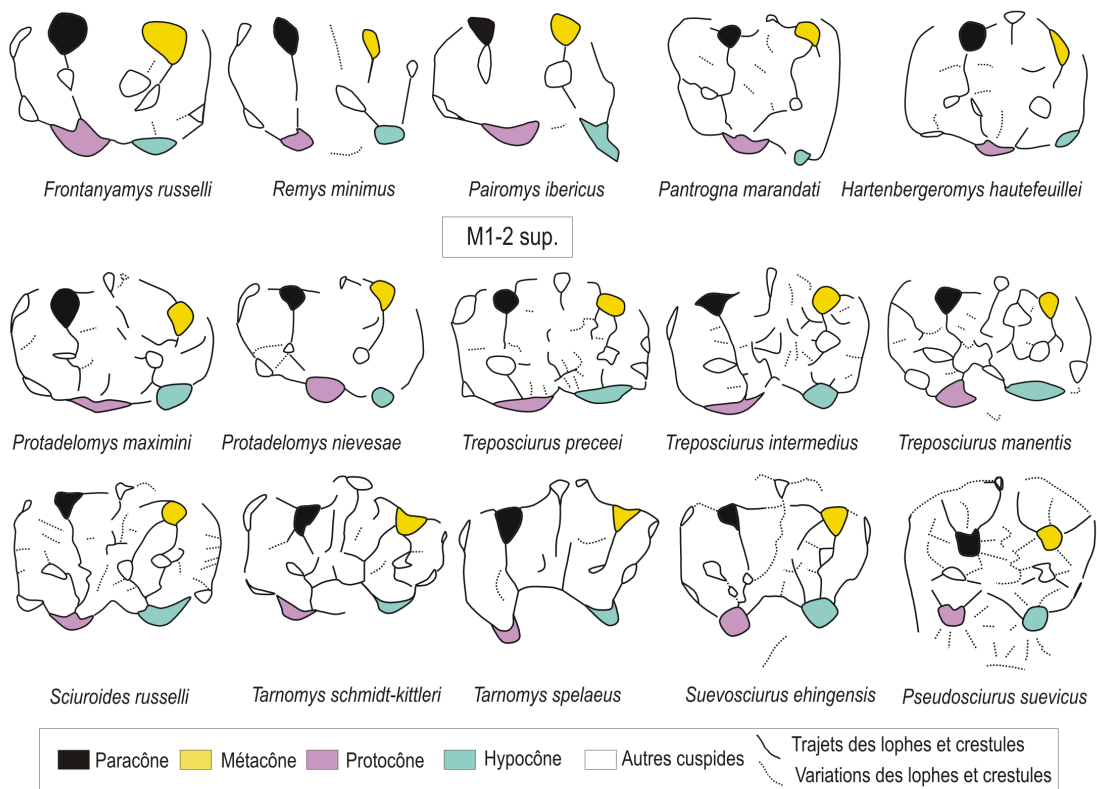 Frontanyamys russelli
Remys minimus
Pairomys ibericus
Pantrogna marandati
Hartenbergeromys hautefeuillei
M1-2 sup.
Protadelomys maximini
Protadelomys nievesae
Treposciurus preceei
Treposciurus intermedius
Treposciurus manentis
Sciuroides russelli
Tarnomys schmidt-kittleri
Tarnomys spelaeus
Suevosciurus ehingensis
Pseudosciurus suevicus
Paracône
Métacône
Protocône
Hypocône
Autres cuspides
Trajets des lophes et crestules
Variations des lophes et crestules